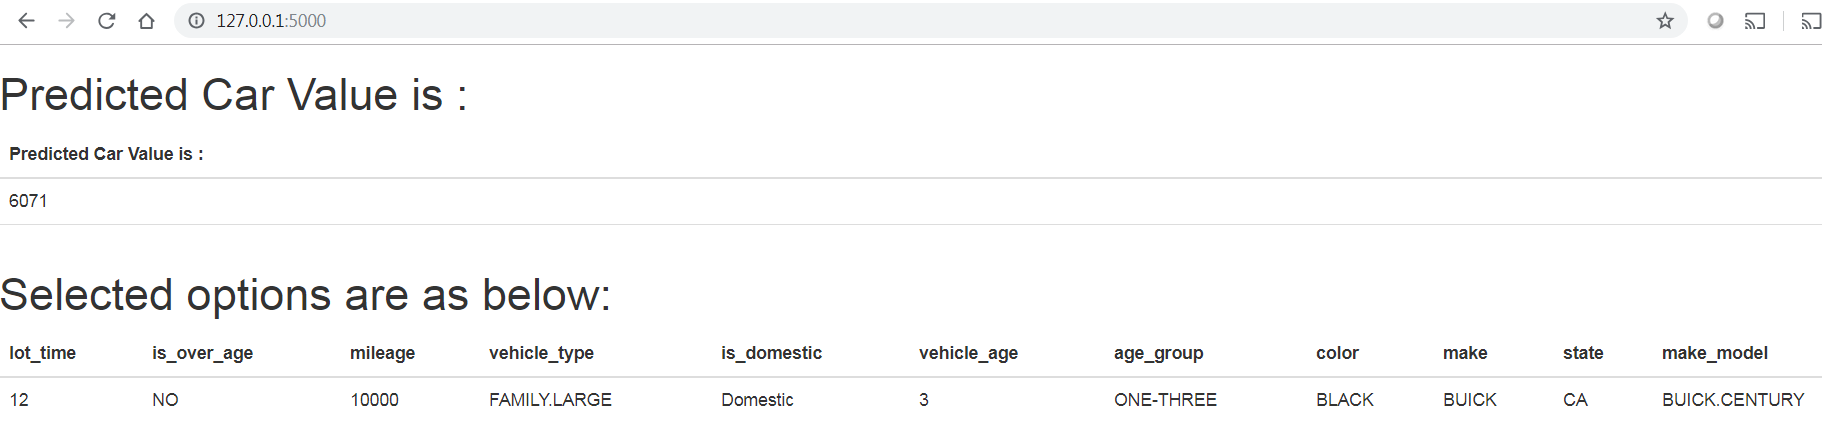 127.0.0.1:5000
Predicted Car Value is :
Predicted Car Value is :
6071
Selected options are as below:
lot_time is_over_age mileage vehicle_type is_domestic vehicle_age age_group color make state make_model
12 NO 10000 FAMILY.LARGE Domestic 3 ONE-THREE BLACK BUICK CA BUICK.CENTURY